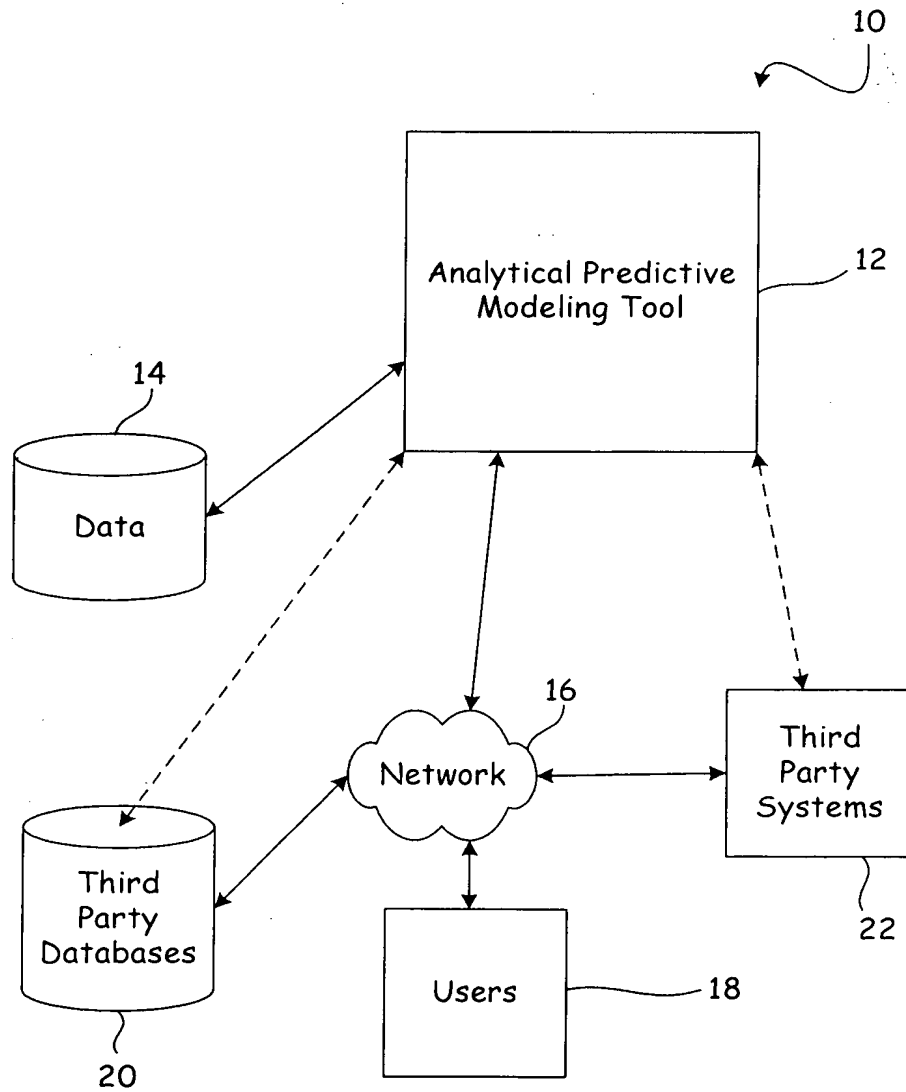 10
Analytical Predictive
Modeling Tool
12
14
Data
16
Network
Third
Party
Systems
22
Third
Party
Databases
20
Users
18